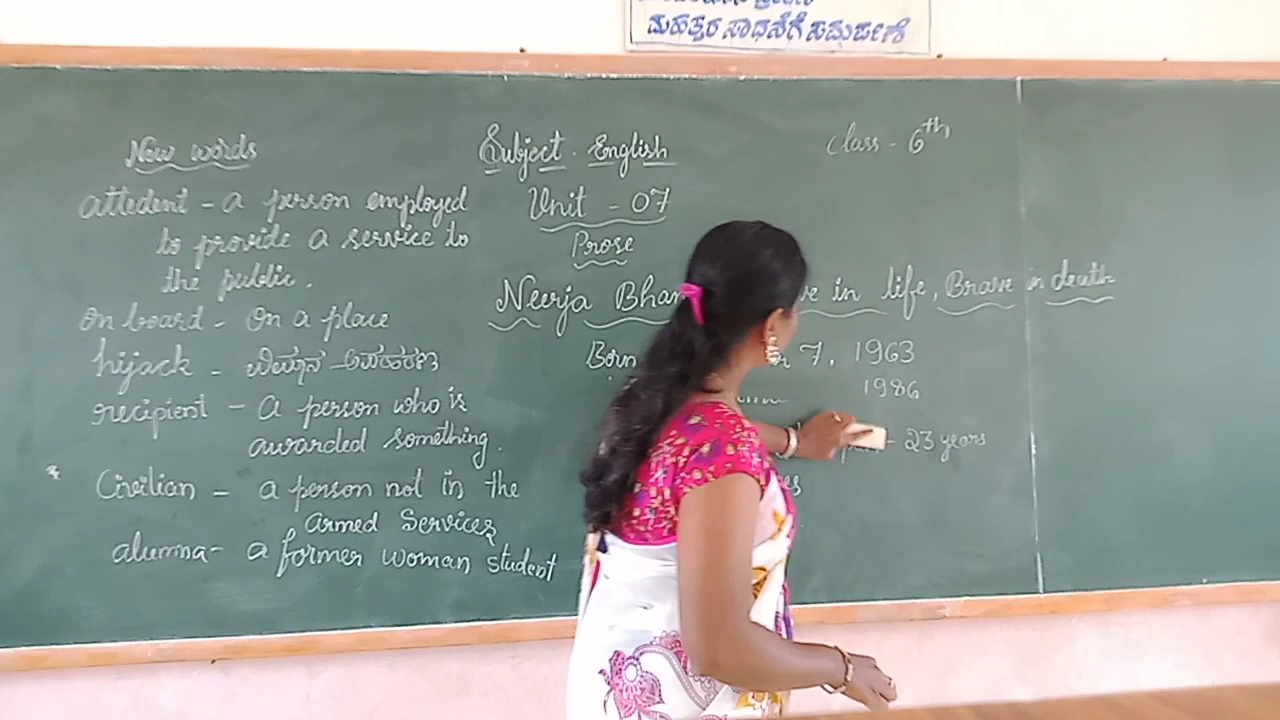 ಮಹತ್ತರ ಸಾಧನೆಗೆ ಸಮರ್ಪಣೆ
New words
attedent - a person employed
to provide a service to
the public.
On board - On a place
hijack - ವಿಮಾನ ಅಪಹರಣ
recipient - a person who is
awarded something.
Civilian - a person not in the
Armed Services
alumna - a former woman student
Subject - English
Class - 6th
Unit - 07
Prose
Neerja Bhan in life, Brave in death
Born 7, 1963
1986
- 23 years